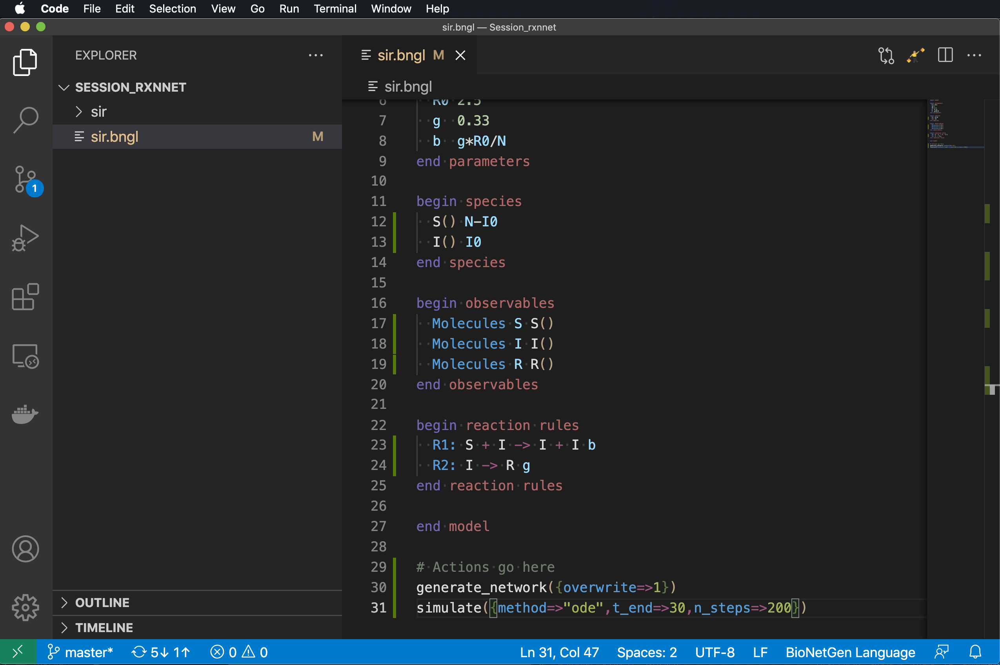 Code File Edit Selection View Go Run Terminal Window Help
sir.bngl — Session_rxnnet
EXPLORER
SESSION_RXNNET
sir
sir.bngl M
OUTLINE
TIMELINE
1
sir.bngl M
sir.bngl
6 R0 2.5
7 g 0.33
8 b g*R0/N
9 end parameters
10
11 begin species
12 S() N-I0
13 I() I0
14 end species
15
16 begin observables
17 Molecules S S()
18 Molecules I I()
19 Molecules R R()
20 end observables
21
22 begin reaction rules
23 R1: S + I -> I + I b
24 R2: I -> R g
25 end reaction rules
26
27 end model
28
29 # Actions go here
30 generate_network({overwrite=>1})
31 simulate({method=>"ode",t_end=>30,n_steps=>200})
master* 5↓ 1↑ 0 0 Ln 31, Col 47 Spaces: 2 UTF-8 LF BioNetGen Language